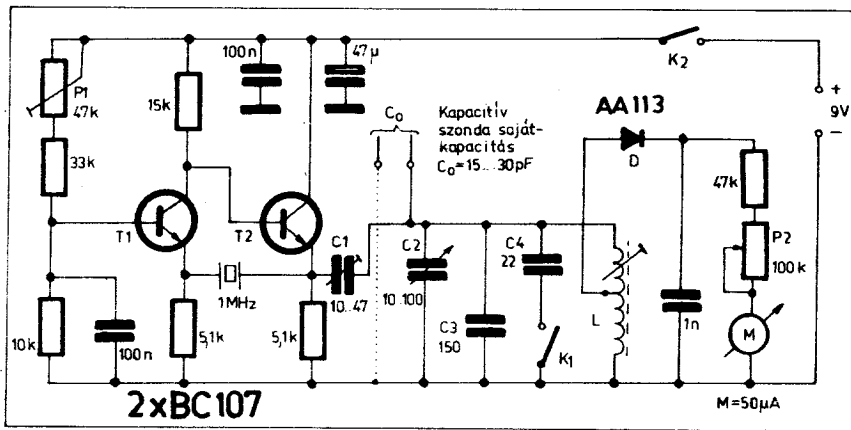 P1
47k
33k
10k
100n
15k
T1
1MHz
5,1k
T2
5,1k
100n
47µ
C1
10..47
C₀
Kapacitív
szonda saját-
kapacitás
C₀=15...30pF
C2
10..100
C3
150
C4
22
K₁
L
AA113
D
1n
K₂
+
9V
−
47k
P2
100k
M
M=50µA
2xBC107